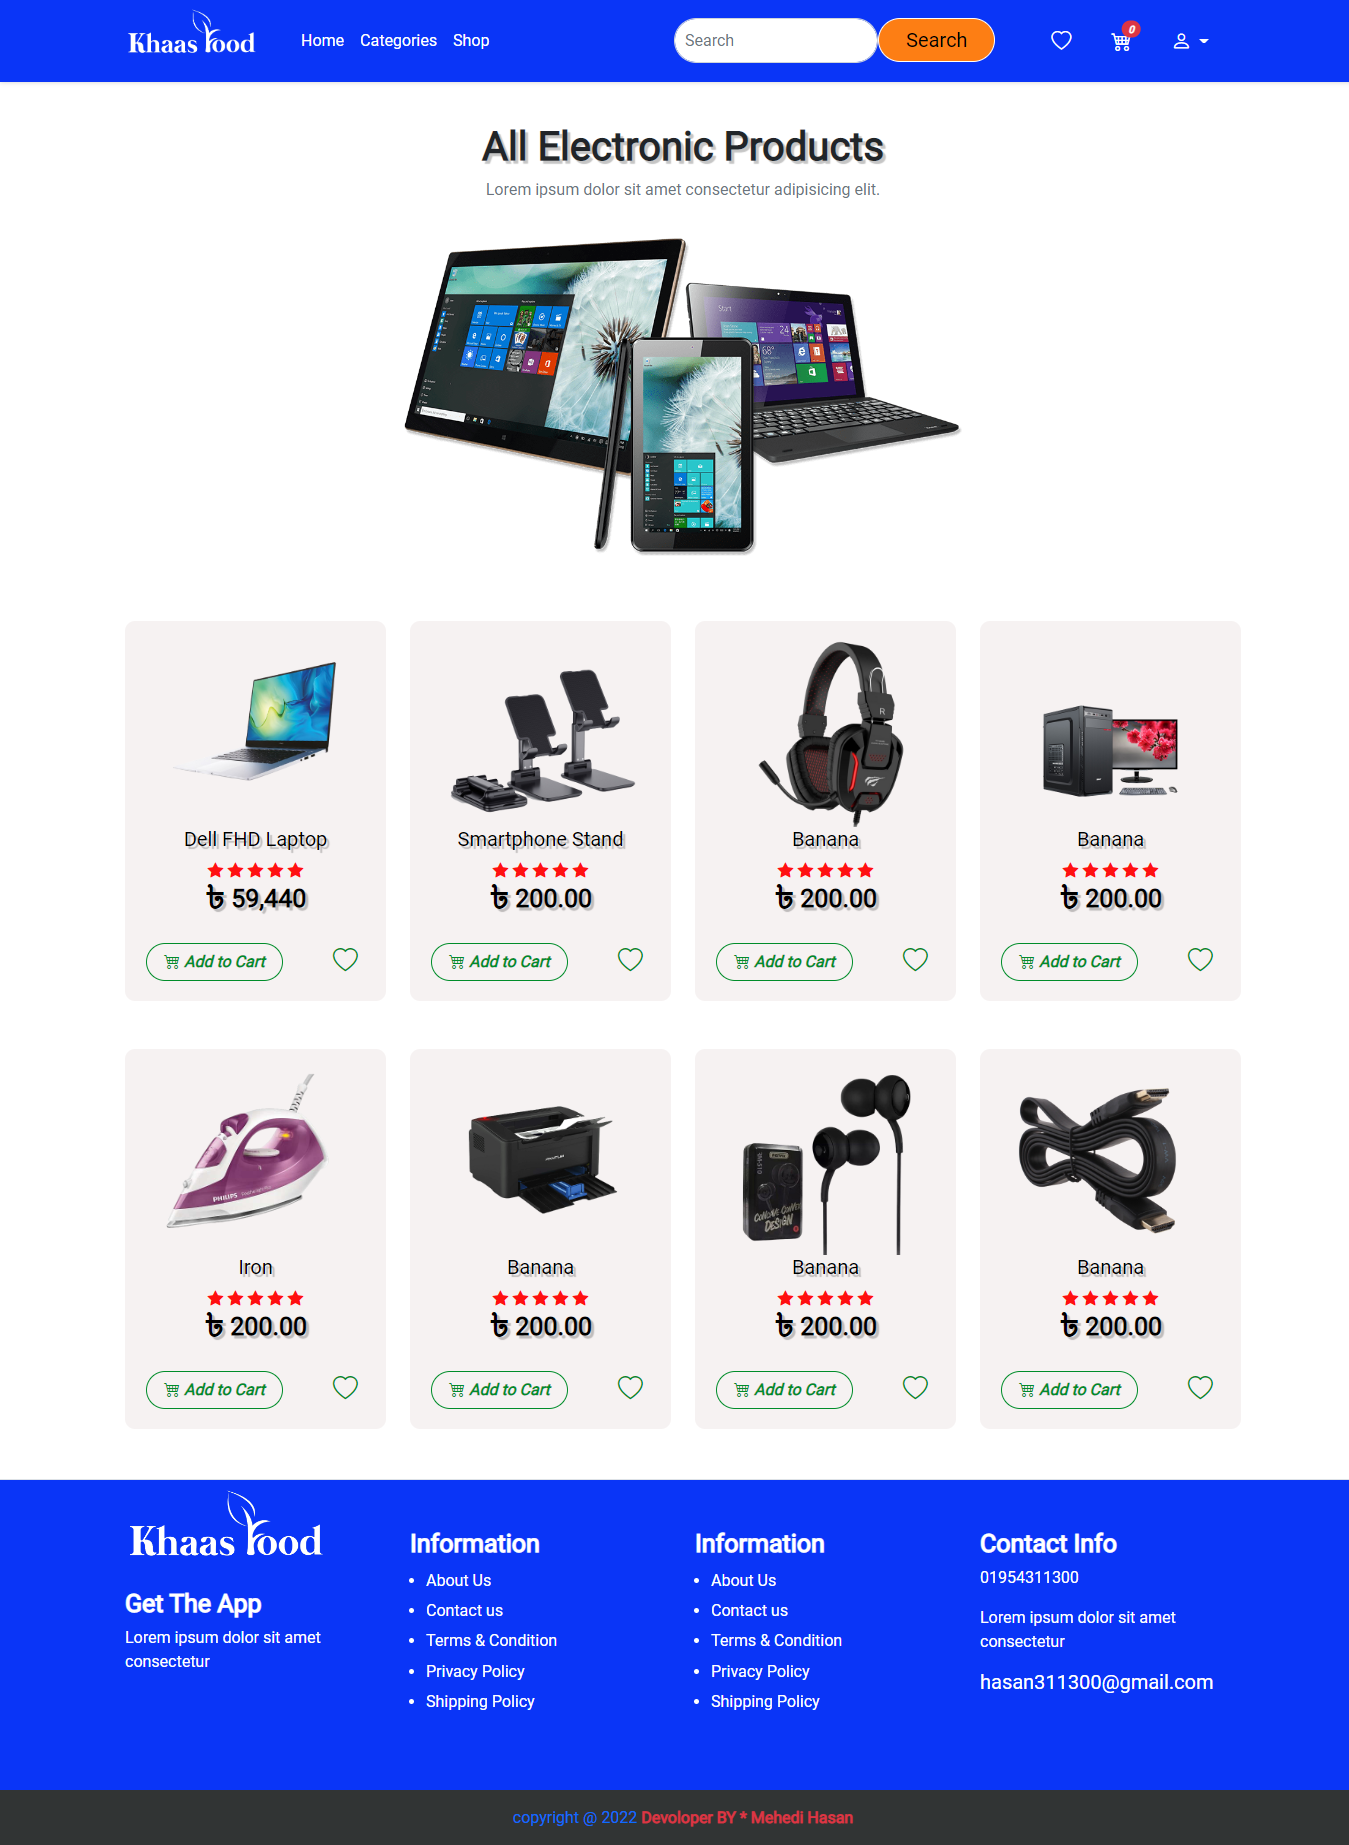 Khaas Food
Home Categories Shop
Search
Search
0
All Electronic Products
Lorem ipsum dolor sit amet consectetur adipisicing elit.
Start
Dell FHD Laptop
৳ 59,440
Add to Cart
Smartphone Stand
৳ 200.00
Add to Cart
R
Banana
৳ 200.00
Add to Cart
Banana
৳ 200.00
Add to Cart
PHILIPS
Iron
৳ 200.00
Add to Cart
Banana
৳ 200.00
Add to Cart
DESIGN
Banana
৳ 200.00
Add to Cart
Banana
৳ 200.00
Add to Cart
Khaas Food
Get The App
Lorem ipsum dolor sit amet
consectetur
Information
About Us
Contact us
Terms & Condition
Privacy Policy
Shipping Policy
Information
About Us
Contact us
Terms & Condition
Privacy Policy
Shipping Policy
Contact Info
01954311300
Lorem ipsum dolor sit amet
consectetur
hasan311300@gmail.com
copyright @ 2022 Devoloper BY * Mehedi Hasan